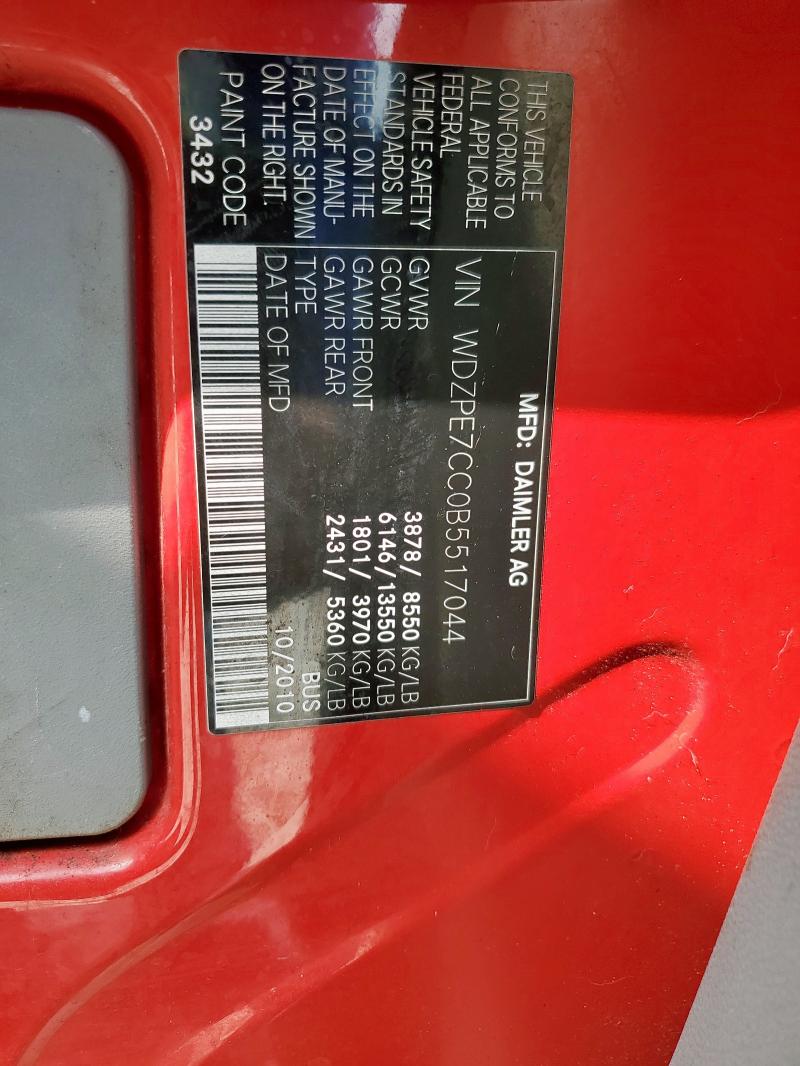 THIS VEHICLE
CONFORMS TO
ALL APPLICABLE
FEDERAL
VEHICLE SAFETY
STANDARDS IN
EFFECT ON THE
DATE OF MANU-
FACTURE SHOWN
ON THE RIGHT.
PAINT CODE
3432
MFD: DAIMLER AG
VIN WDZPE7CC0B5517044
GVWR 3878/ 8550 KG/LB
GCWR 6146/13550 KG/LB
GAWR FRONT 1801/ 3970 KG/LB
GAWR REAR 2431/ 5360 KG/LB
TYPE BUS
DATE OF MFD 10/2010